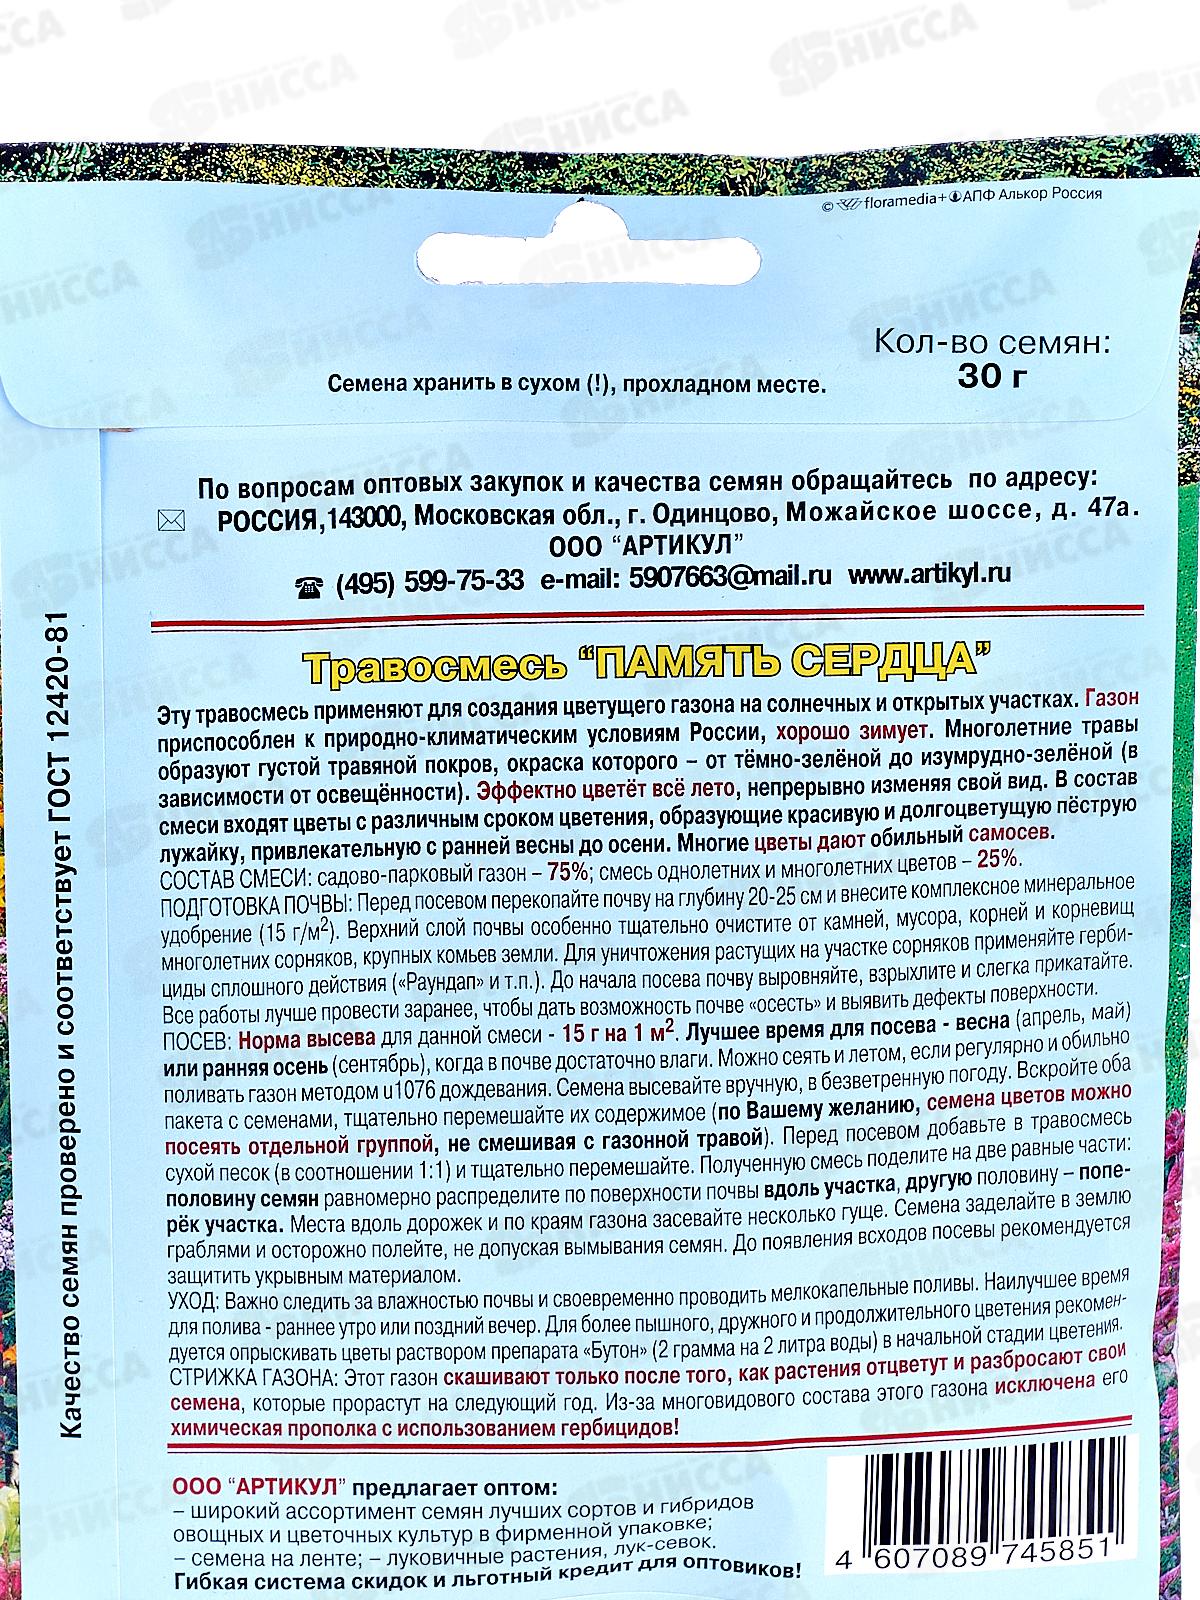 © floramedia+ АПФ Алькор Россия
Кол-во семян:
30 г
Семена хранить в сухом (!), прохладном месте.
По вопросам оптовых закупок и качества семян обращайтесь по адресу:
РОССИЯ,143000, Московская обл., г. Одинцово, Можайское шоссе, д. 47а.
ООО “АРТИКУЛ”
(495) 599-75-33 e-mail: 5907663@mail.ru www.artikyl.ru
Качество семян проверено и соответствует ГОСТ 12420-81
Травосмесь “ПАМЯТЬ СЕРДЦА”
Эту травосмесь применяют для создания цветущего газона на солнечных и открытых участках. Газон
приспособлен к природно-климатическим условиям России, хорошо зимует. Многолетние травы
образуют густой травяной покров, окраска которого – от тёмно-зелёной до изумрудно-зелёной (в
зависимости от освещённости). Эффектно цветёт всё лето, непрерывно изменяя свой вид. В состав
смеси входят цветы с различным сроком цветения, образующие красивую и долгоцветущую пёструю
лужайку, привлекательную с ранней весны до осени. Многие цветы дают обильный самосев.
СОСТАВ СМЕСИ: садово-парковый газон – 75%; смесь однолетних и многолетних цветов – 25%.
ПОДГОТОВКА ПОЧВЫ: Перед посевом перекопайте почву на глубину 20-25 см и внесите комплексное минеральное
удобрение (15 г/м²). Верхний слой почвы особенно тщательно очистите от камней, мусора, корней и корневищ
многолетних сорняков, крупных комьев земли. Для уничтожения растущих на участке сорняков применяйте герби-
циды сплошного действия («Раундап» и т.п.). До начала посева почву выровняйте, взрыхлите и слегка прикатайте.
Все работы лучше провести заранее, чтобы дать возможность почве «осесть» и выявить дефекты поверхности.
ПОСЕВ: Норма высева для данной смеси - 15 г на 1 м². Лучшее время для посева - весна (апрель, май)
или ранняя осень (сентябрь), когда в почве достаточно влаги. Можно сеять и летом, если регулярно и обильно
поливать газон методом u1076 дождевания. Семена высевайте вручную, в безветренную погоду. Вскройте оба
пакета с семенами, тщательно перемешайте их содержимое (по Вашему желанию, семена цветов можно
посеять отдельной группой, не смешивая с газонной травой). Перед посевом добавьте в травосмесь
сухой песок (в соотношении 1:1) и тщательно перемешайте. Полученную смесь поделите на две равные части:
половину семян равномерно распределите по поверхности почвы вдоль участка, другую половину – попе-
рёк участка. Места вдоль дорожек и по краям газона засевайте несколько гуще. Семена заделайте в землю
граблями и осторожно полейте, не допуская вымывания семян. До появления всходов посевы рекомендуется
защитить укрывным материалом.
УХОД: Важно следить за влажностью почвы и своевременно проводить мелкокапельные поливы. Наилучшее время
для полива - раннее утро или поздний вечер. Для более пышного, дружного и продолжительного цветения рекомен-
дуется опрыскивать цветы раствором препарата «Бутон» (2 грамма на 2 литра воды) в начальной стадии цветения.
СТРИЖКА ГАЗОНА: Этот газон скашивают только после того, как растения отцветут и разбросают свои
семена, которые прорастут на следующий год. Из-за многовидового состава этого газона исключена его
химическая прополка с использованием гербицидов!
ООО “АРТИКУЛ” предлагает оптом:
– широкий ассортимент семян лучших сортов и гибридов
овощных и цветочных культур в фирменной упаковке;
– семена на ленте; – луковичные растения, лук-севок.
Гибкая система скидок и льготный кредит для оптовиков!
4 607089 745851